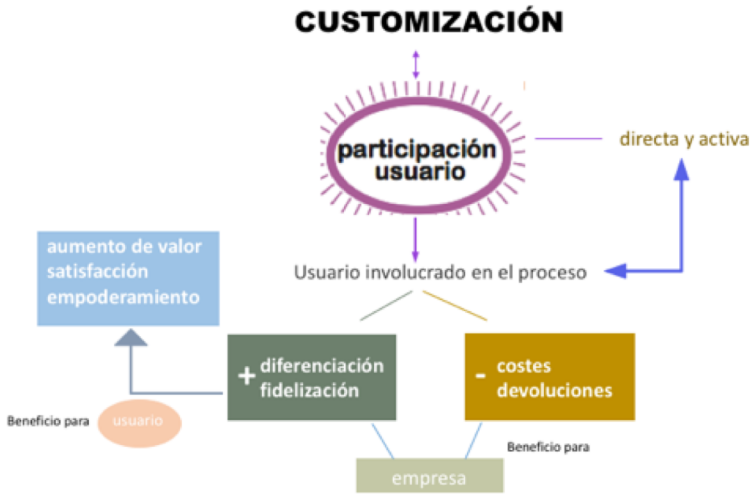 CUSTOMIZACIÓN
participación
usuario
directa y activa
Usuario involucrado en el proceso
aumento de valor
satisfacción
empoderamiento
+ diferenciación
fidelización
- costes
devoluciones
Beneficio para
usuario
Beneficio para
empresa